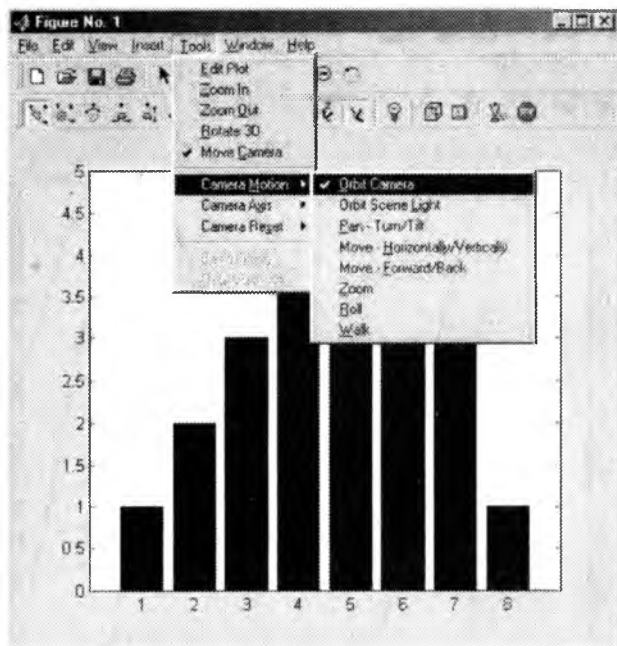 Figure No. 1
File Edit View Insert Tools Window Help
Edit Plot
Zoom In
Zoom Out
Rotate 3D
Move Camera
Camera Motion
Camera Axis
Camera Reset
Orbit Camera
Orbit Scene Light
Pan - Turn/Tilt
Move - Horizontally/Vertically
Move - Forward/Back
Zoom
Roll
Walk
5
4.5
4
3.5
3
2.5
2
1.5
1
0.5
0
1 2 3 4 5 6 7 8